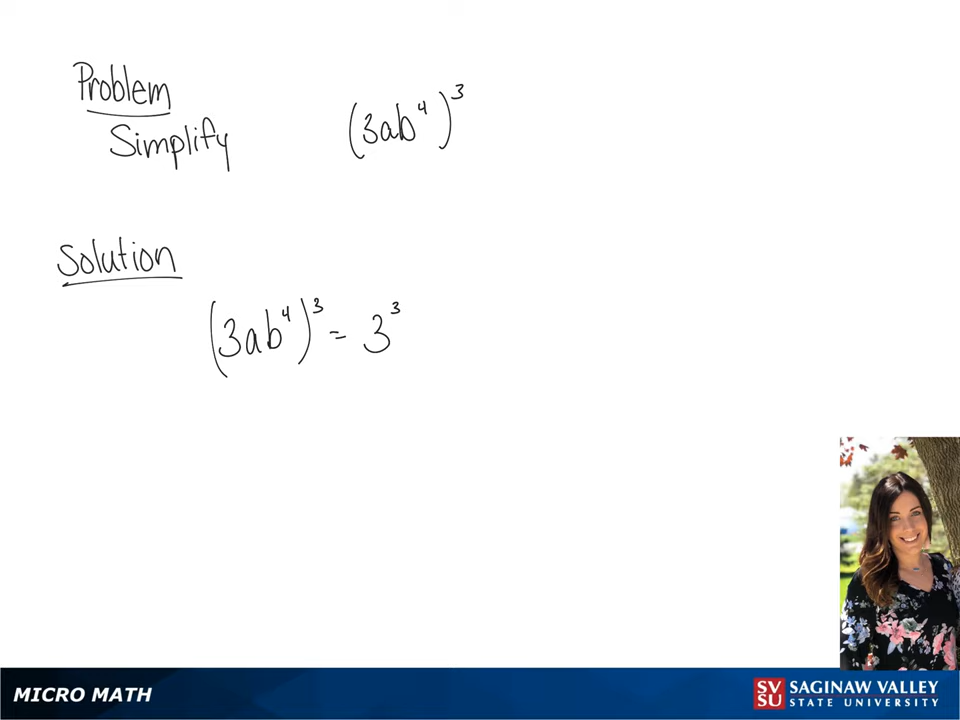 Problem
Simplify (3ab⁴)³
Solution
(3ab⁴)³ = 3³
MICRO MATH
SV SU SAGINAW VALLEY
STATE UNIVERSITY